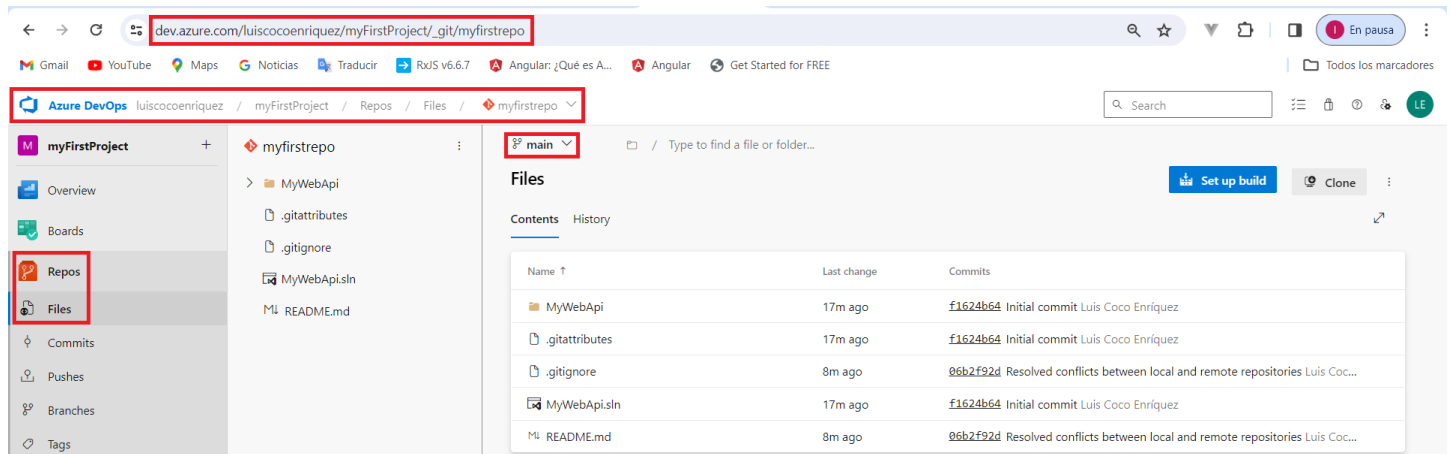 dev.azure.com/luiscocoenriquez/myFirstProject/_git/myfirstrepo
I En pausa
Gmail YouTube Maps Noticias Traducir RxJS v6.6.7 Angular: ¿Qué es A... Angular Get Started for FREE Todos los marcadores
Azure DevOps luiscocoenriquez / myFirstProject / Repos / Files / myfirstrepo
Search
LE
M myFirstProject +
Overview
Boards
Repos
Files
Commits
Pushes
Branches
Tags
myfirstrepo
MyWebApi
.gitattributes
.gitignore
MyWebApi.sln
M↓ README.md
main / Type to find a file or folder...
Files
Set up build Clone
Contents History
Name ↑ Last change Commits
MyWebApi 17m ago f1624b64 Initial commit Luis Coco Enríquez
.gitattributes 17m ago f1624b64 Initial commit Luis Coco Enríquez
.gitignore 8m ago 06b2f92d Resolved conflicts between local and remote repositories Luis Coc...
MyWebApi.sln 17m ago f1624b64 Initial commit Luis Coco Enríquez
M↓ README.md 8m ago 06b2f92d Resolved conflicts between local and remote repositories Luis Coc...